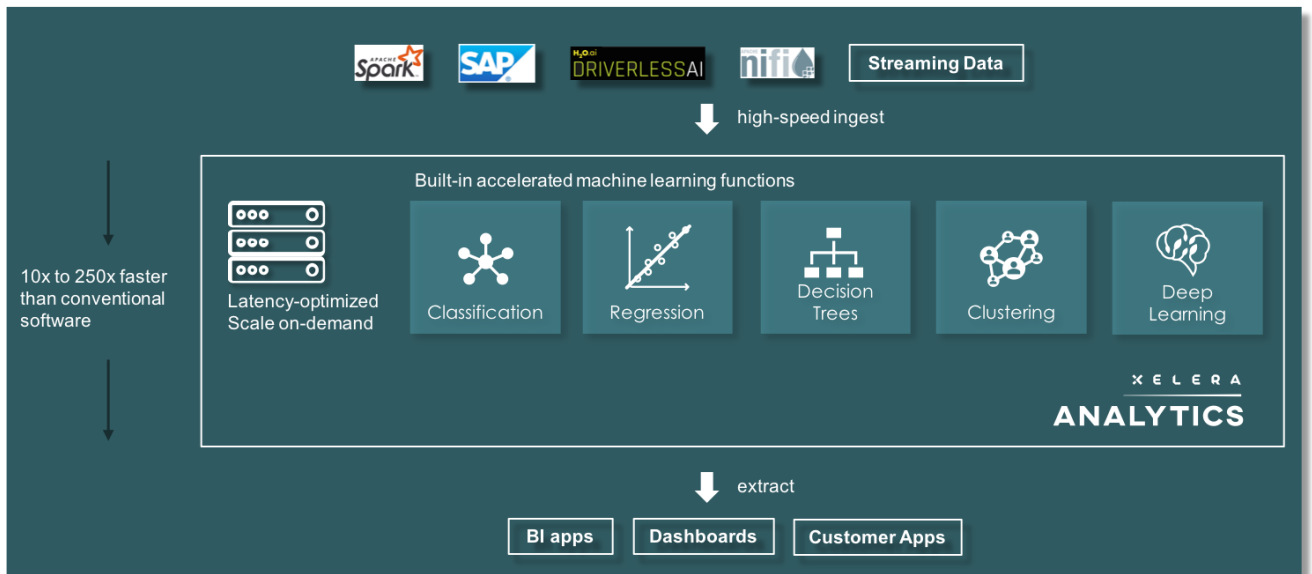 APACHE
Spark
SAP
H2O.ai
DRIVERLESSAI
nifi
Streaming Data
high-speed ingest
Built-in accelerated machine learning functions
10x to 250x faster
than conventional
software
Latency-optimized
Scale on-demand
Classification
Regression
Decision
Trees
Clustering
Deep
Learning
XELERA
ANALYTICS
extract
BI apps
Dashboards
Customer Apps